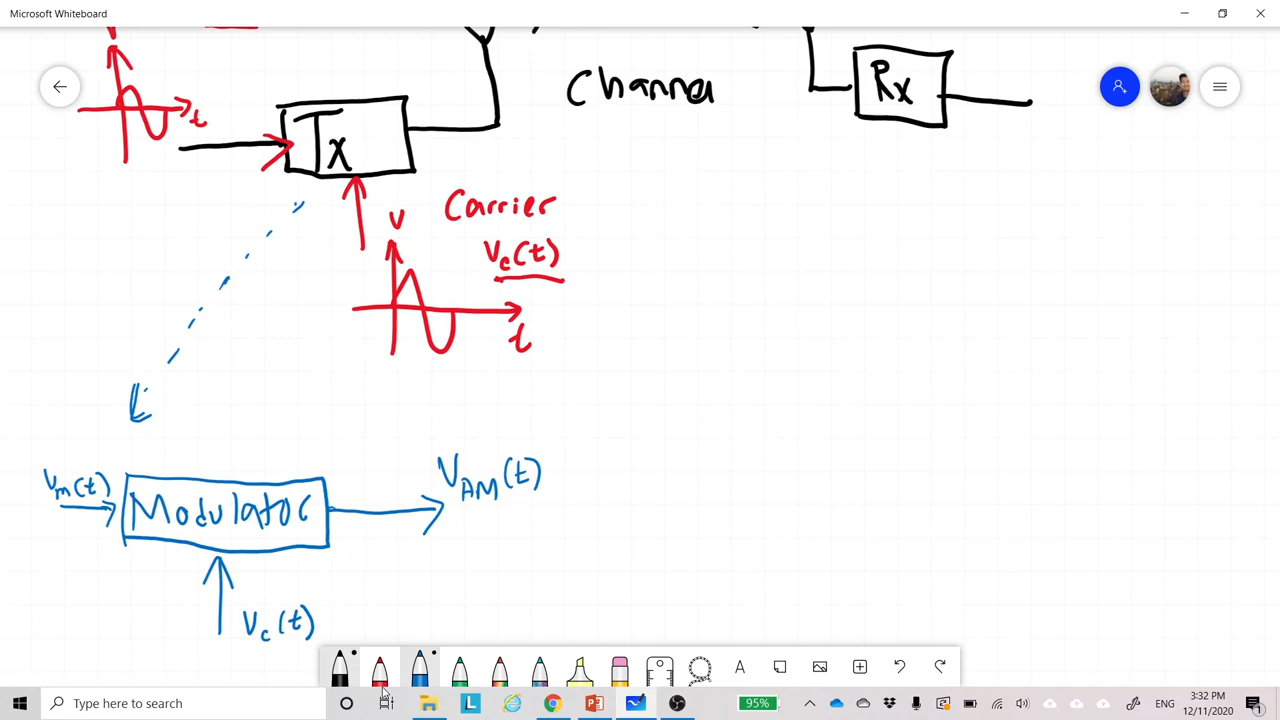 Microsoft Whiteboard
V
t
Tx
Channel
Rx
Carrier
Vc(t)
V
t
Vm(t)
Modulator
VAM(t)
Vc(t)
A
Type here to search
L
95%
ENG
3:32 PM
12/11/2020
1